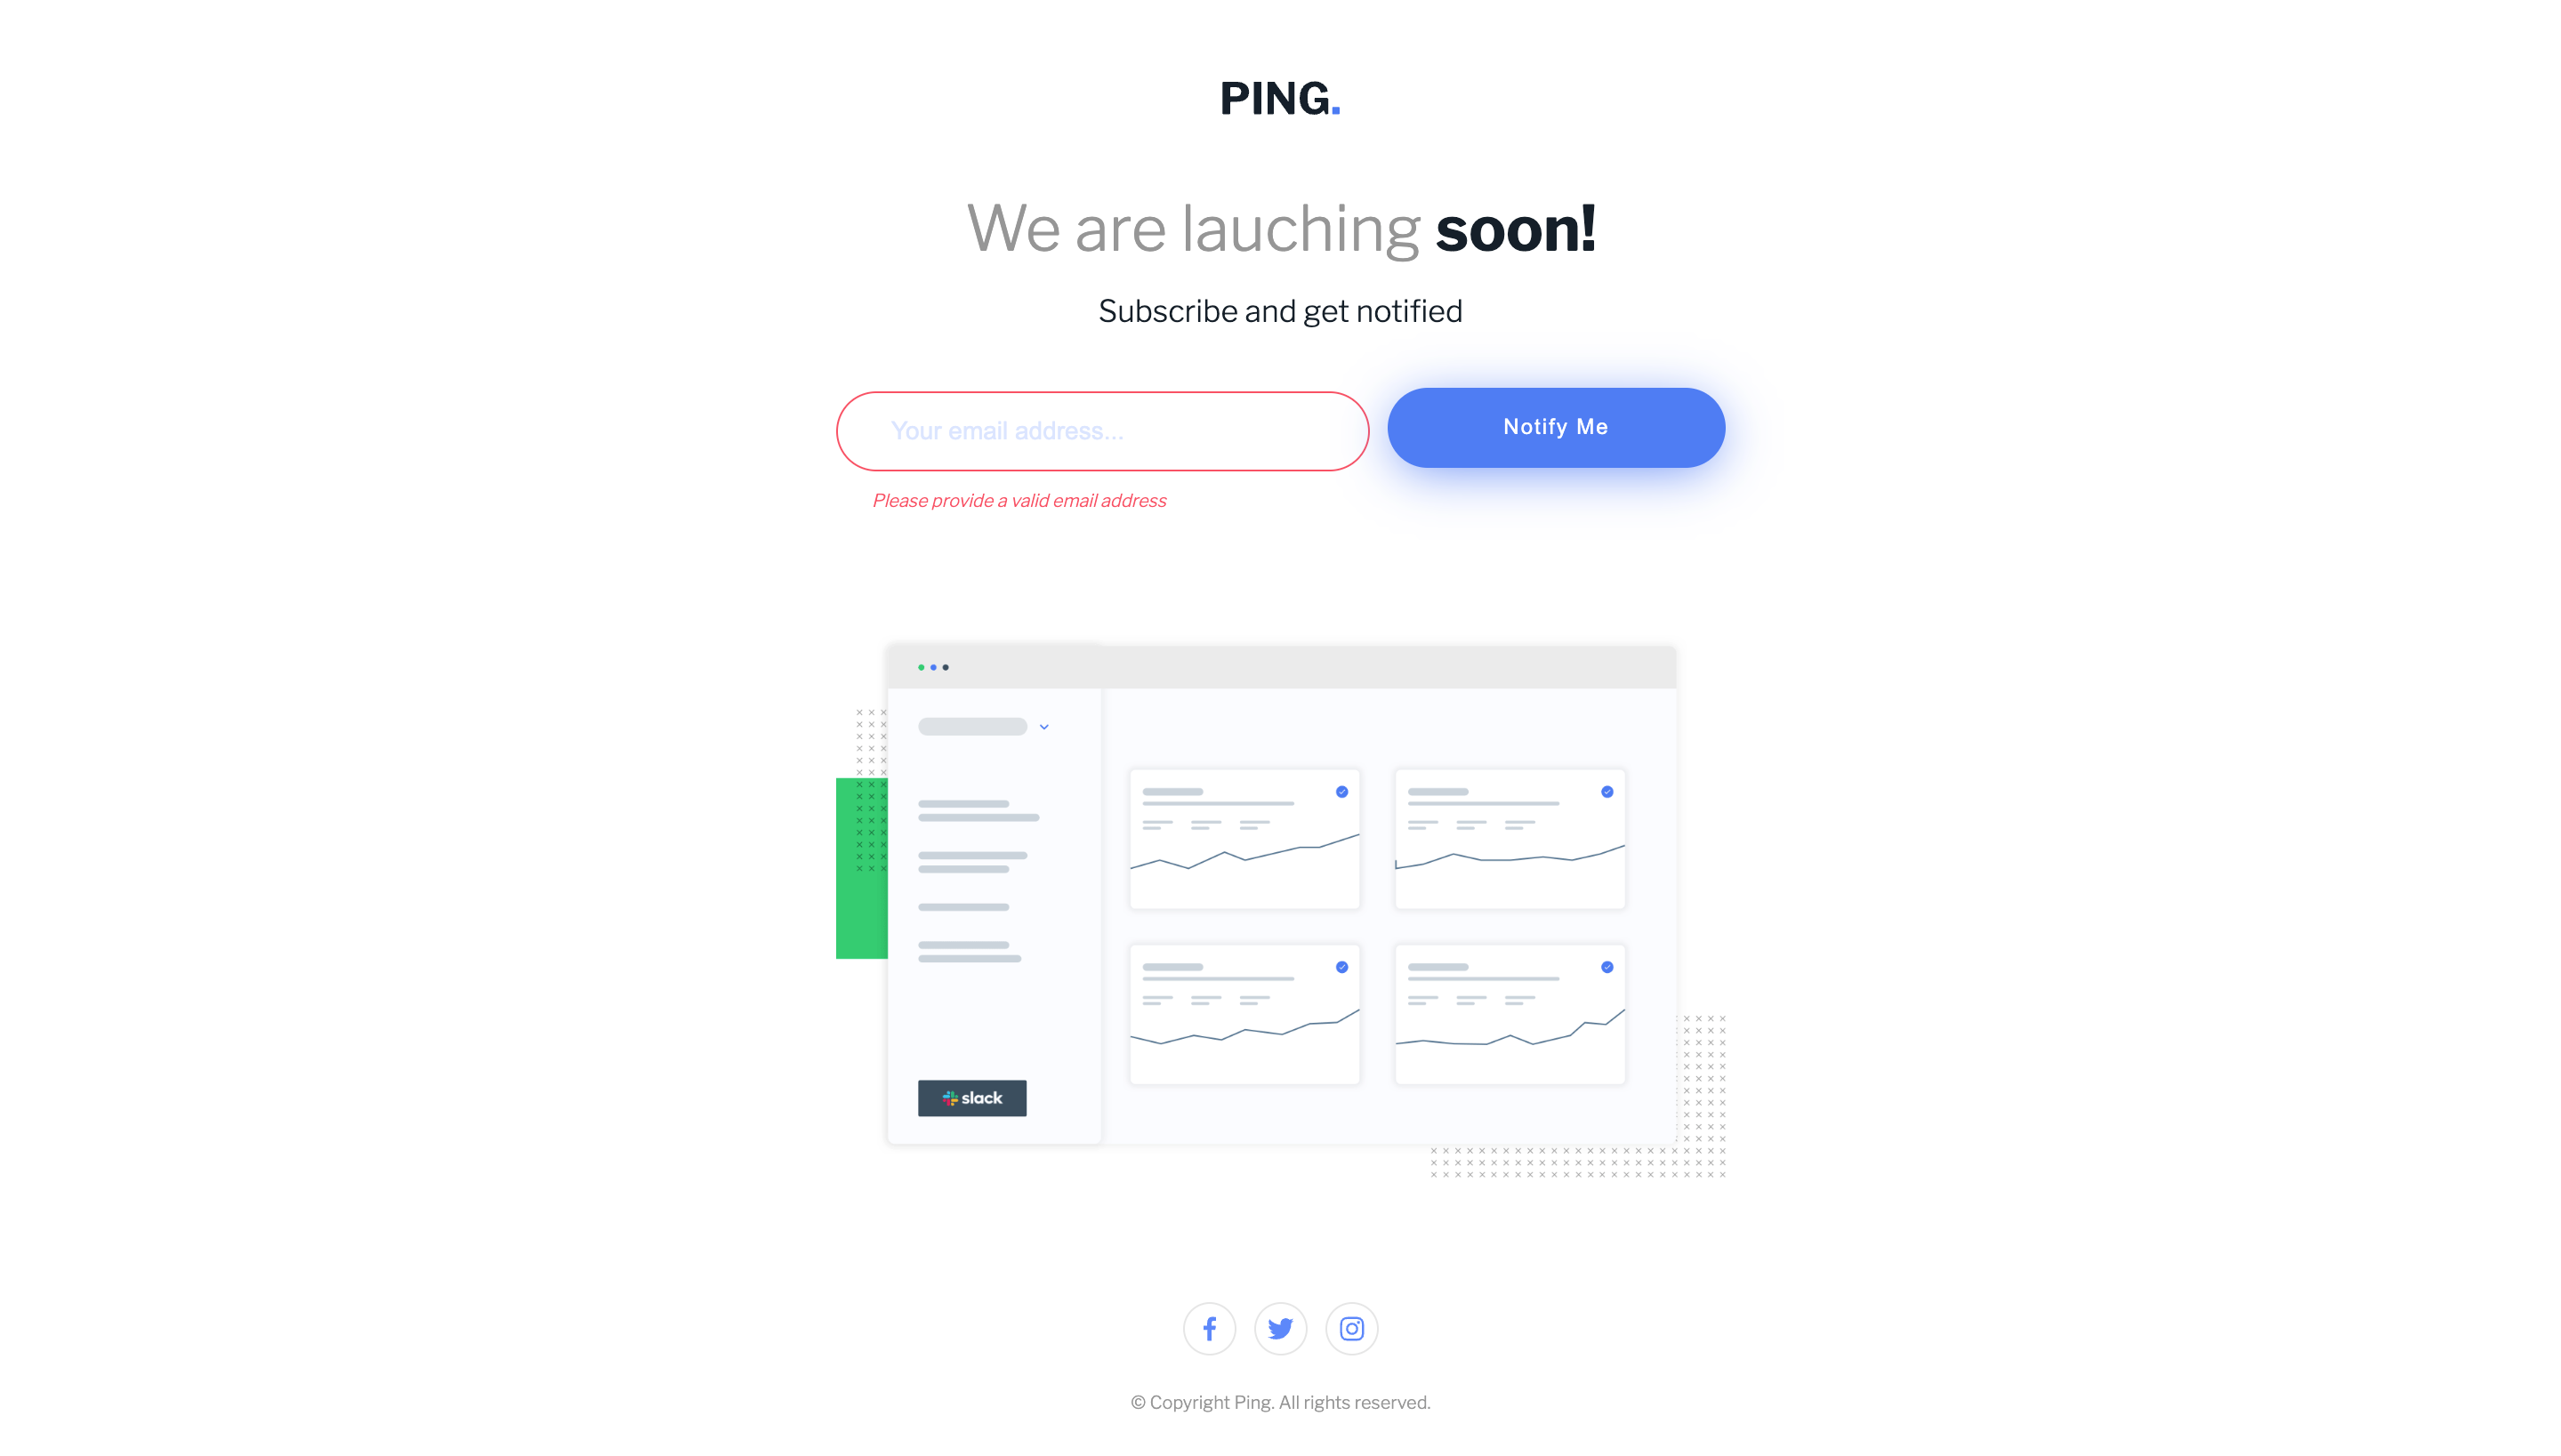 PING.
We are lauching soon!
Subscribe and get notified
Your email address...
Notify Me
Please provide a valid email address
slack
© Copyright Ping. All rights reserved.